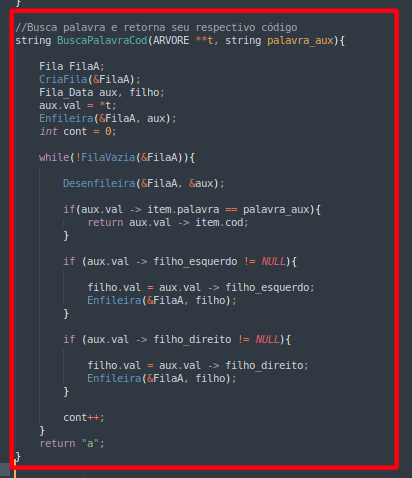 }
//Busca palavra e retorna seu respectivo código
string BuscaPalavraCod(ARVORE **t, string palavra_aux){
Fila FilaA;
CriaFila(&FilaA);
Fila_Data aux, filho;
aux.val = *t;
Enfileira(&FilaA, aux);
int cont = 0;
while(!FilaVazia(&FilaA)){
Desenfileira(&FilaA, &aux);
if(aux.val -> item.palavra == palavra_aux){
return aux.val -> item.cod;
}
if (aux.val -> filho_esquerdo != NULL){
filho.val = aux.val -> filho_esquerdo;
Enfileira(&FilaA, filho);
}
if (aux.val -> filho_direito != NULL){
filho.val = aux.val -> filho_direito;
Enfileira(&FilaA, filho);
}
cont++;
}
return "a";
}